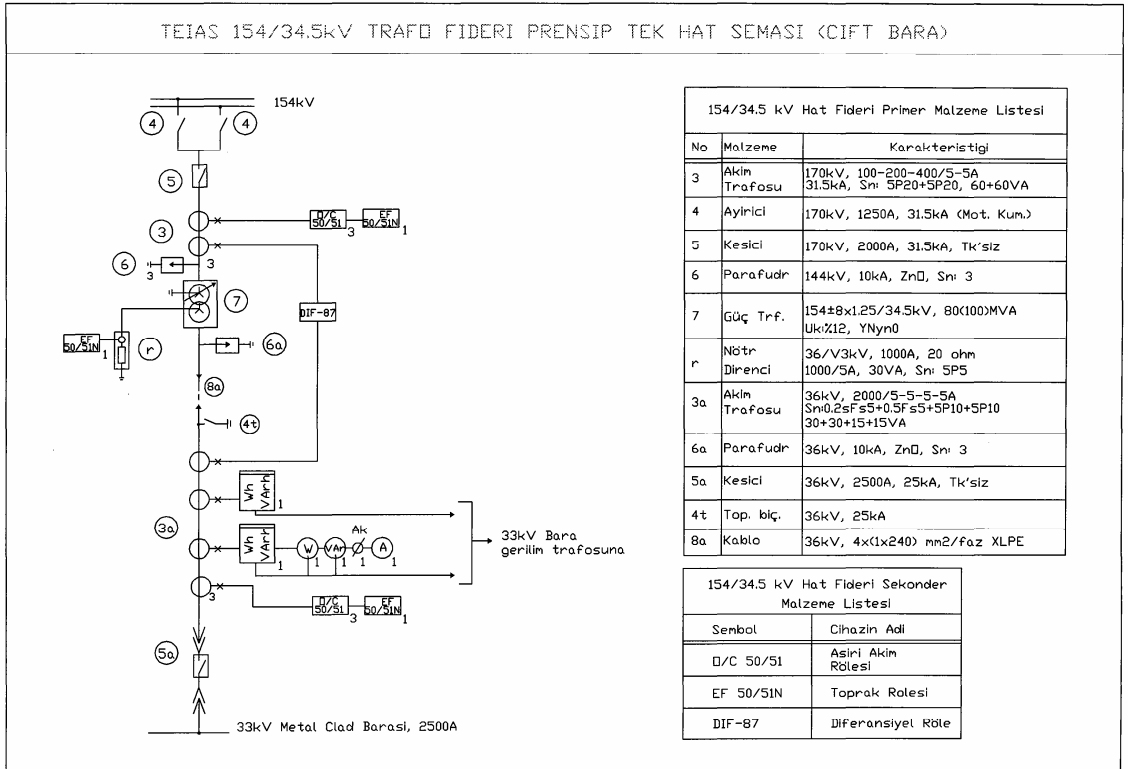 TEIAS 154/34.5kV TRAFO FIDERI PRENSIP TEK HAT SEMASI (CIFT BARA)
154kV
4
4
5
3
O/C
50/51
3
EF
50/51N
1
6
3
3
7
DIF-87
EF
50/51N
1
r
6a
8a
4t
Wh
VArh
1
3a
Wh
VArh
1
W
1
VAr
1
Ak
1
A
1
33kV Bara
gerilim trafosuna
3
O/C
50/51
3
EF
50/51N
1
5a
33kV Metal Clad Barasi, 2500A
154/34.5 kV Hat Fideri Primer Malzeme Listesi
No Malzeme Karakteristigi
3 Akim Trafosu 170kV, 100-200-400/5-5A
31.5kA, Sn: 5P20+5P20, 60+60VA
4 Ayirici 170kV, 1250A, 31.5kA (Mot. Kum.)
5 Kesici 170kV, 2000A, 31.5kA, Tk'siz
6 Parafudr 144kV, 10kA, ZnO, Sn: 3
7 Güç Trf. 154±8x1.25/34.5kV, 80(100)MVA
Uk:%12, YNyn0
r Nötr Direnci 36/V3kV, 1000A, 20 ohm
1000/5A, 30VA, Sn: 5P5
3a Akim Trafosu 36kV, 2000/5-5-5-5A
Sn:0.2sFs5+0.5Fs5+5P10+5P10
30+30+15+15VA
6a Parafudr 36kV, 10kA, ZnO, Sn: 3
5a Kesici 36kV, 2500A, 25kA, Tk'siz
4t Top. biç. 36kV, 25kA
8a Kablo 36kV, 4x(1x240) mm2/faz XLPE
154/34.5 kV Hat Fideri Sekonder
Malzeme Listesi
Sembol Cihazin Adi
O/C 50/51 Asiri Akim
Rölesi
EF 50/51N Toprak Rolesi
DIF-87 Diferansiyel Röle